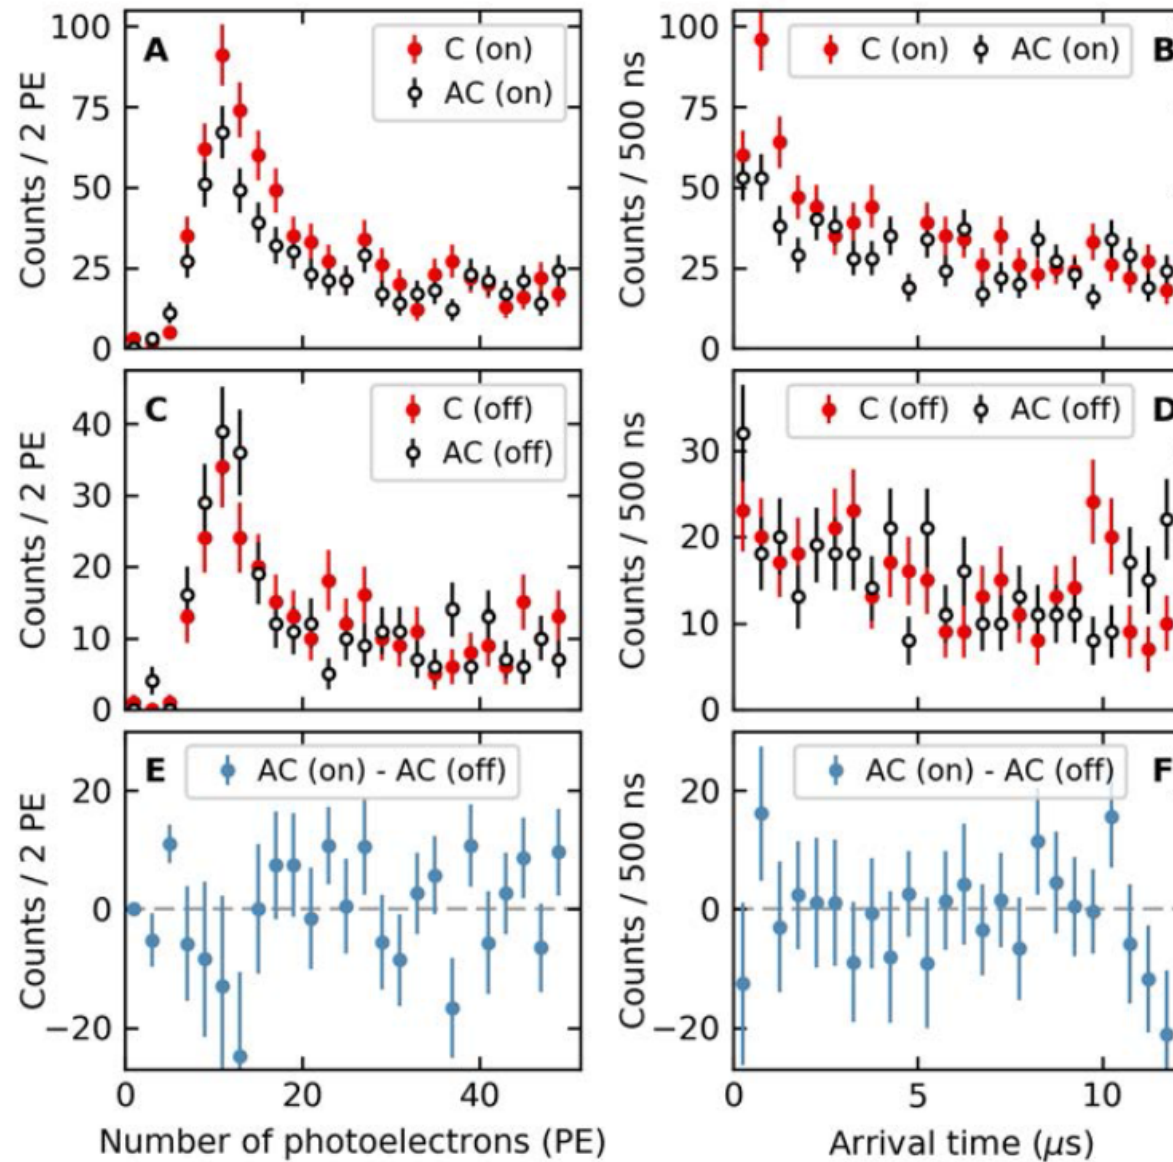 A
C (on)
AC (on)
100
75
50
25
0
Counts / 2 PE
B
C (on) AC (on)
100
75
50
25
0
Counts / 500 ns
C
C (off)
AC (off)
40
30
20
10
0
Counts / 2 PE
D
C (off) AC (off)
30
20
10
0
Counts / 500 ns
E
AC (on) - AC (off)
20
0
−20
Counts / 2 PE
0 20 40
Number of photoelectrons (PE)
F
AC (on) - AC (off)
20
0
−20
Counts / 500 ns
0 5 10
Arrival time (μs)